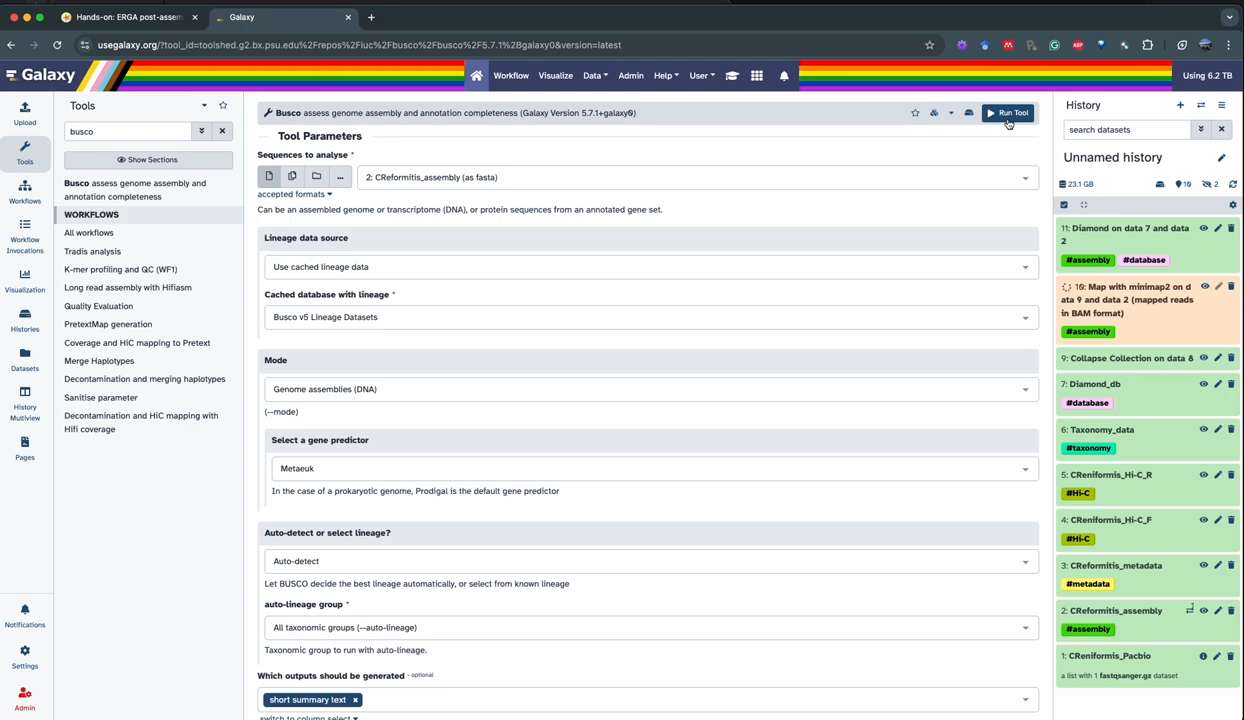 Hands-on: ERGA post-assem
Galaxy
usegalaxy.org/?tool_id=toolshed.g2.bx.psu.edu%2Frepos%2Fiuc%2Fbusco%2Fbusco%2F5.7.1%2Bgalaxy0&version=latest
Galaxy
Workflow
Visualize
Data
Admin
Help
User
Using 6.2 TB
Upload
Tools
Workflows
Workflow
Invocations
Visualization
Histories
Datasets
History
Multiview
Pages
Notifications
Settings
Admin
Tools
busco
Show Sections
Busco assess genome assembly and
annotation completeness
WORKFLOWS
All workflows
Tradis analysis
K-mer profiling and QC (WF1)
Long read assembly with Hifiasm
Quality Evaluation
PretextMap generation
Coverage and HiC mapping to Pretext
Merge Haplotypes
Decontamination and merging haplotypes
Sanitise parameter
Decontamination and HiC mapping with
Hifi coverage
Busco assess genome assembly and annotation completeness (Galaxy Version 5.7.1+galaxy0)
Run Tool
Tool Parameters
Sequences to analyse *
2: CReformitis_assembly (as fasta)
accepted formats
Can be an assembled genome or transcriptome (DNA), or protein sequences from an annotated gene set.
Lineage data source
Use cached lineage data
Cached database with lineage *
Busco v5 Lineage Datasets
Mode
Genome assemblies (DNA)
(--mode)
Select a gene predictor
Metaeuk
In the case of a prokaryotic genome, Prodigal is the default gene predictor
Auto-detect or select lineage?
Auto-detect
Let BUSCO decide the best lineage automatically, or select from known lineage
auto-lineage group *
All taxonomic groups (--auto-lineage)
Taxonomic group to run with auto-lineage.
Which outputs should be generated - optional
short summary text ×
switch to column select
History
search datasets
Unnamed history
23.1 GB
10
2
11: Diamond on data 7 and data
2
#assembly #database
10: Map with minimap2 on d
ata 9 and data 2 (mapped reads
in BAM format)
#assembly
9: Collapse Collection on data 8
7: Diamond_db
#database
6: Taxonomy_data
#taxonomy
5: CReniformis_Hi-C_R
#Hi-C
4: CReniformis_Hi-C_F
#Hi-C
3: CReformitis_metadata
#metadata
2: CReformitis_assembly
#assembly
1: CReniformis_Pacbio
a list with 1 fastqsanger.gz dataset